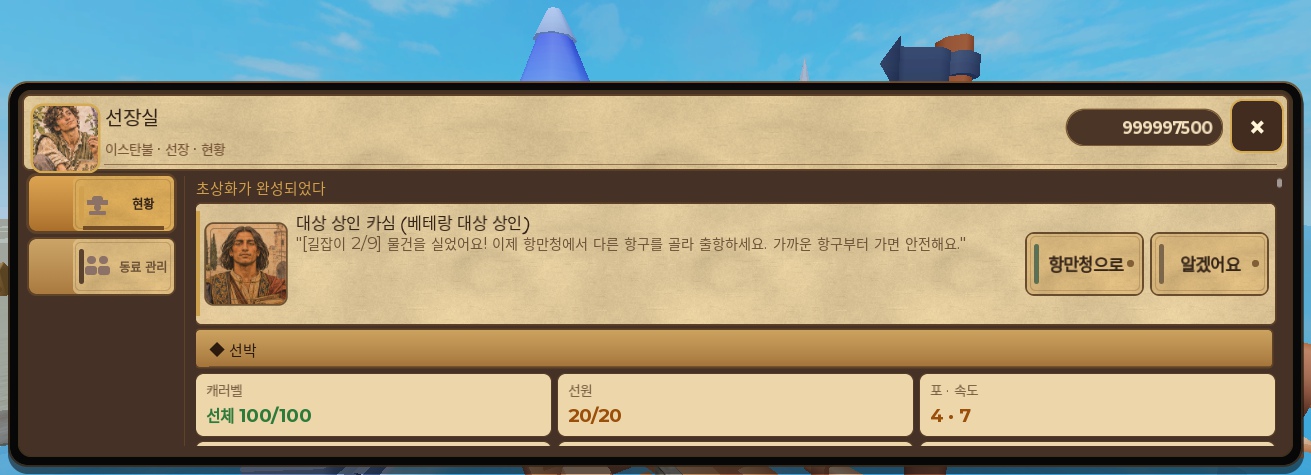 선장실
이스탄불 · 선장 · 현황
999997500
×
현황
동료 관리
초상화가 완성되었다
대상 상인 카심 (베테랑 대상 상인)
"[길잡이 2/9] 물건을 실었어요! 이제 항만청에서 다른 항구를 골라 출항하세요. 가까운 항구부터 가면 안전해요."
항만청으로
알겠어요
◆ 선박
캐러벨
선체 100/100
선원
20/20
포 · 속도
4 · 7